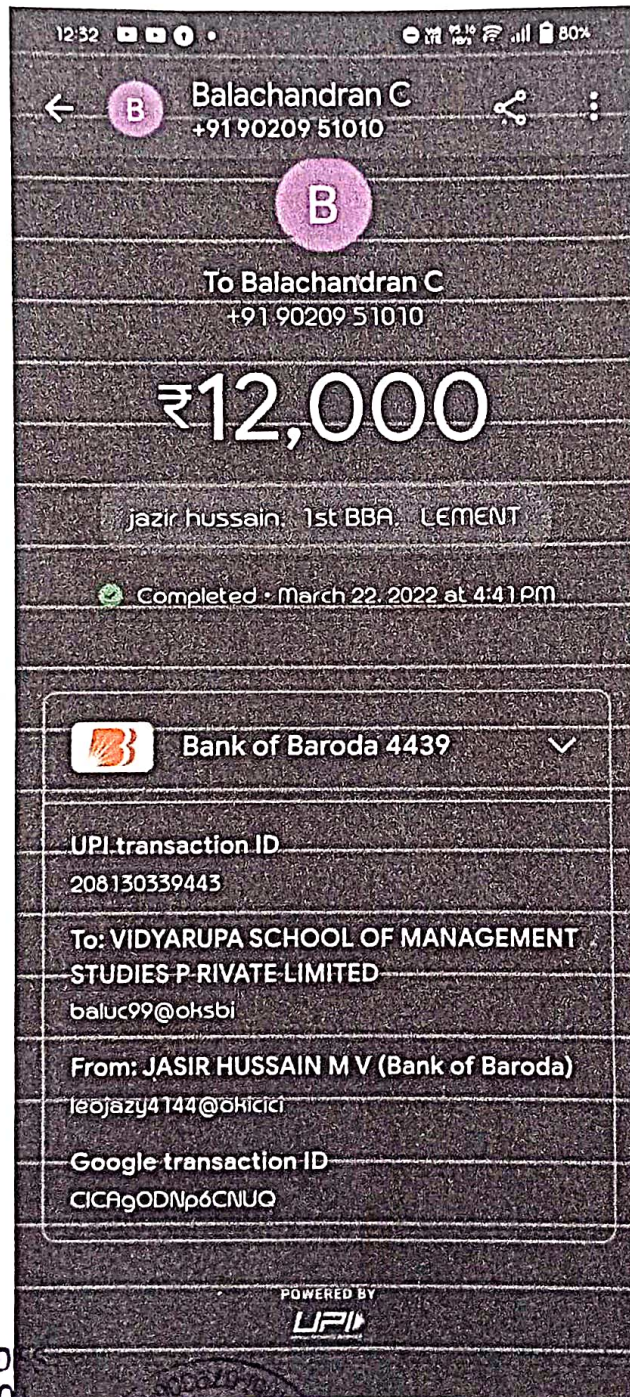 12:32
80%
B
Balachandran C
+91 90209 51010
B
To Balachandran C
+91 90209 51010
₹12,000
jazir hussain. 1st BBA. LEMENT
Completed • March 22, 2022 at 4:41 PM
Bank of Baroda 4439
UPI transaction ID
208130339443
To: VIDYARUPA SCHOOL OF MANAGEMENT
STUDIES P RIVATE LIMITED
baluc99@oksbi
From: JASIR HUSSAIN M V (Bank of Baroda)
leojazy4144@okicici
Google transaction ID
CICAgODNp6CNUQ
POWERED BY
UPI